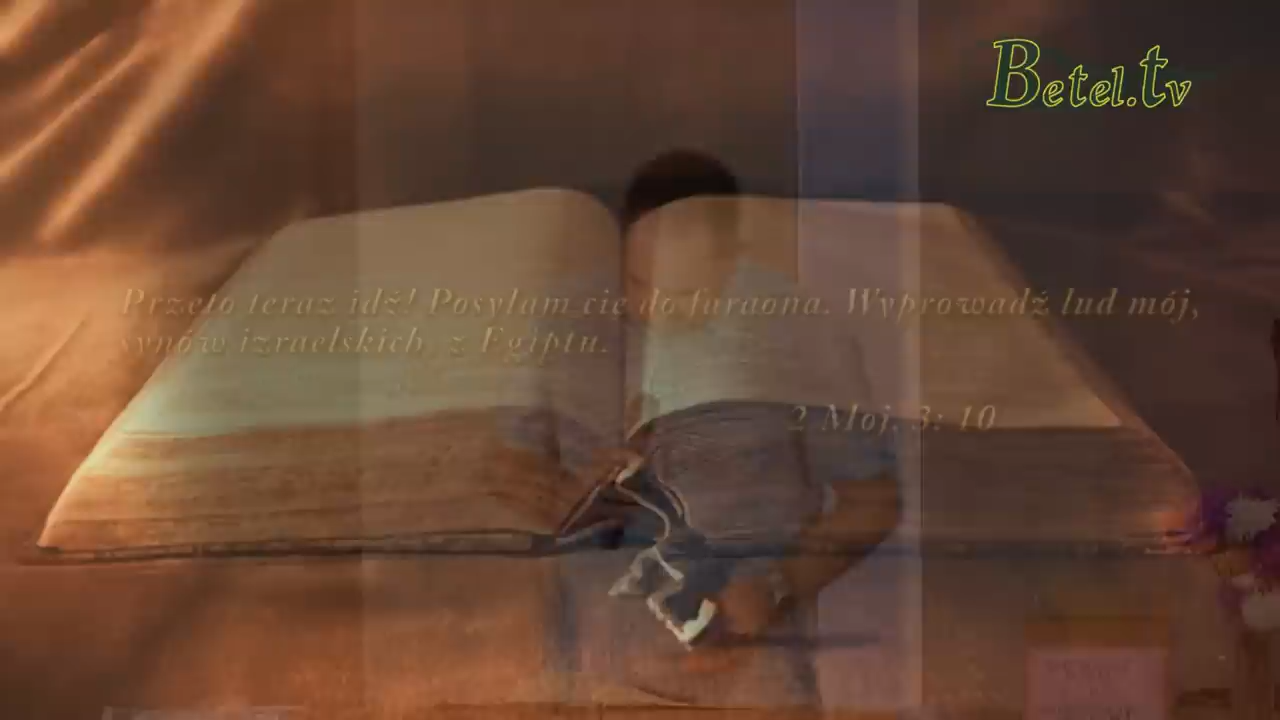 Betel.tv
Przeto teraz idź! Posyłam cię do faraona. Wyprowadź lud mój,
synów izraelskich, z Egiptu.
2 Moj. 3: 10